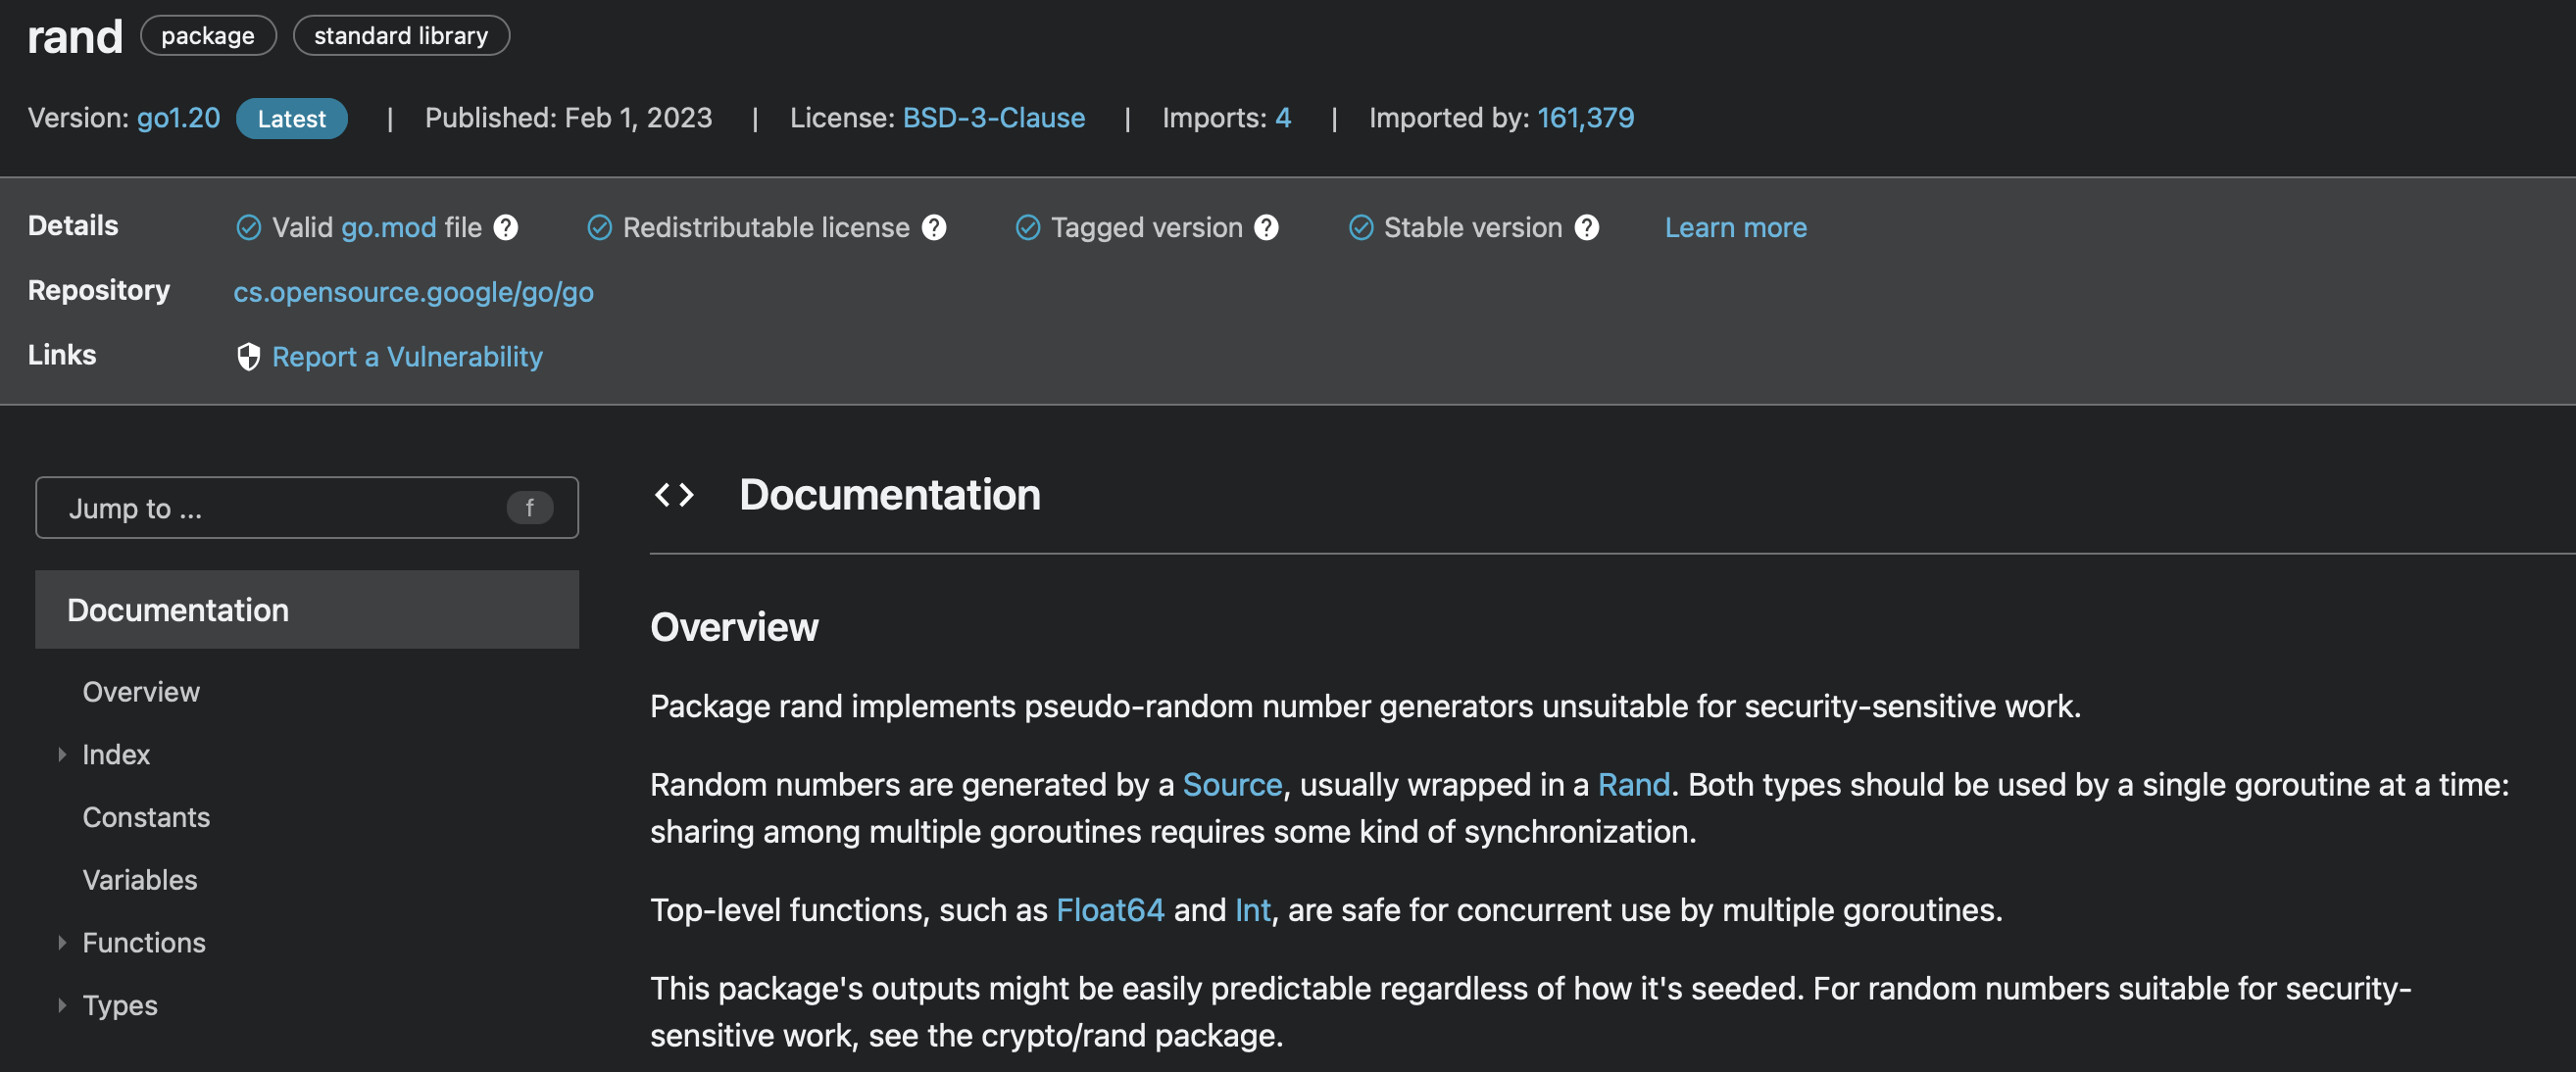 rand package standard library
Version: go1.20 Latest | Published: Feb 1, 2023 | License: BSD-3-Clause | Imports: 4 | Imported by: 161,379
Details Valid go.mod file ? Redistributable license ? Tagged version ? Stable version ? Learn more
Repository cs.opensource.google/go/go
Links Report a Vulnerability
Jump to ... f
Documentation
Overview
Index
Constants
Variables
Functions
Types
<> Documentation
Overview
Package rand implements pseudo-random number generators unsuitable for security-sensitive work.
Random numbers are generated by a Source, usually wrapped in a Rand. Both types should be used by a single goroutine at a time:
sharing among multiple goroutines requires some kind of synchronization.
Top-level functions, such as Float64 and Int, are safe for concurrent use by multiple goroutines.
This package's outputs might be easily predictable regardless of how it's seeded. For random numbers suitable for security-
sensitive work, see the crypto/rand package.